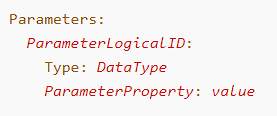 Parameters:
  ParameterLogicalID:
    Type: DataType
    ParameterProperty: value